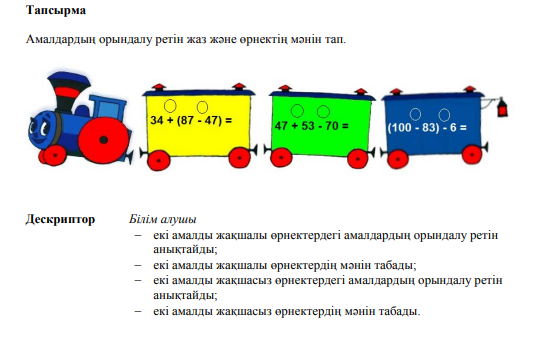 Тапсырма
Амалдардың орындалу ретін жаз және өрнектің мәнін тап.
34 + (87 - 47) =
47 + 53 - 70 =
(100 - 83) - 6 =
Дескриптор Білім алушы
– екі амалды жақшалы өрнектердегі амалдардың орындалу ретін
анықтайды;
– екі амалды жақшалы өрнектердің мәнін табады;
– екі амалды жақшасыз өрнектердегі амалдардың орындалу ретін
анықтайды;
– екі амалды жақшасыз өрнектердің мәнін табады.